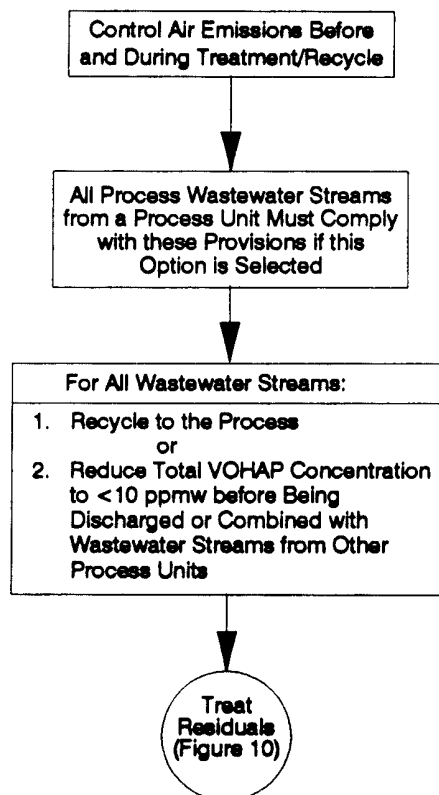 Control Air Emissions Before
and During Treatment/Recycle
All Process Wastewater Streams
from a Process Unit Must Comply
with these Provisions if this
Option is Selected
For All Wastewater Streams:
1. Recycle to the Process
or
2. Reduce Total VOHAP Concentration
to <10 ppmw before Being
Discharged or Combined with
Wastewater Streams from Other
Process Units
Treat
Residuals
(Figure 10)